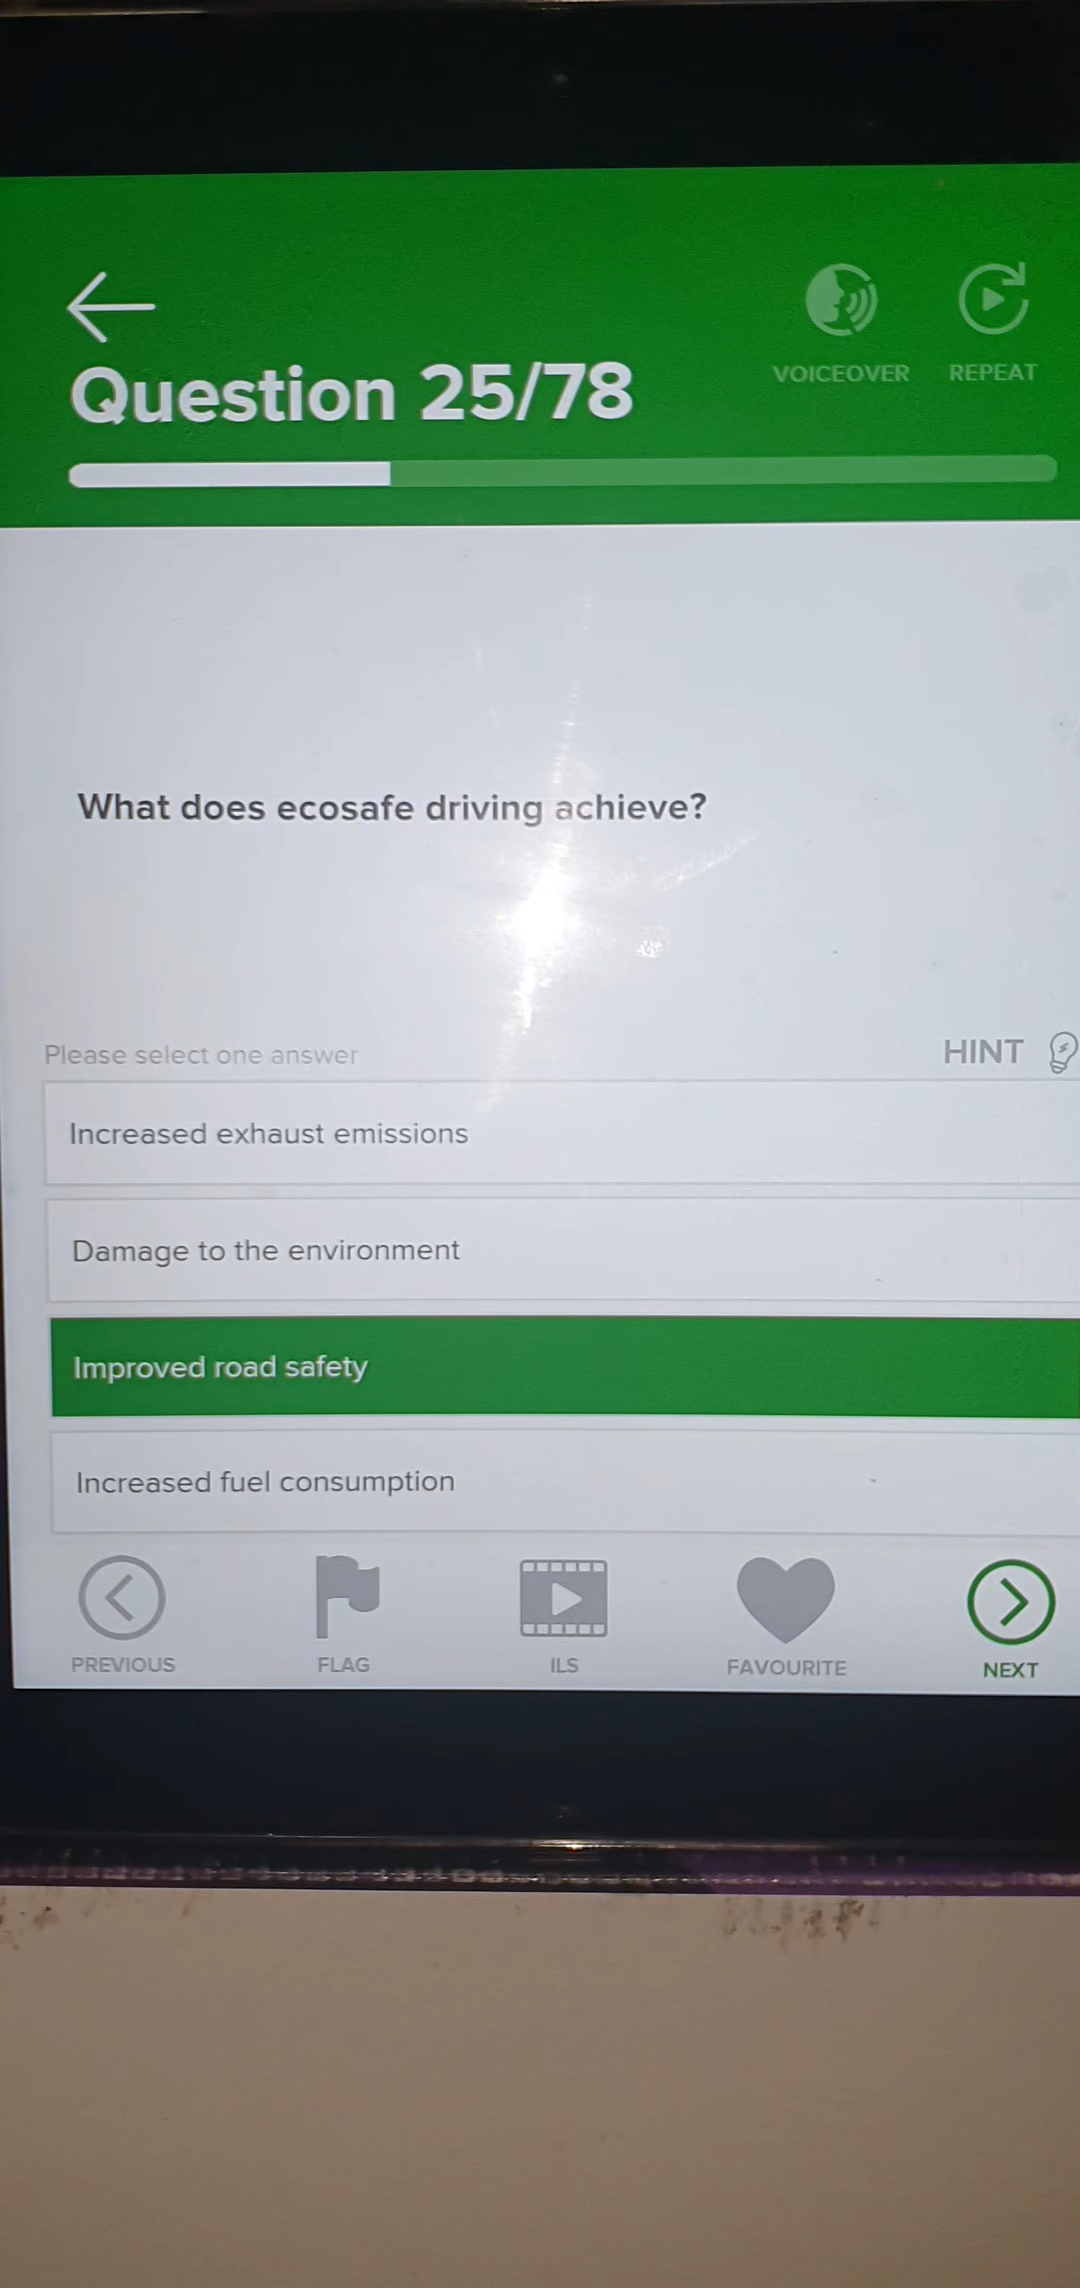 VOICEOVER
REPEAT
Question 25/78
What does ecosafe driving achieve?
Please select one answer
HINT
Increased exhaust emissions
Damage to the environment
Improved road safety
Increased fuel consumption
PREVIOUS
FLAG
ILS
FAVOURITE
NEXT